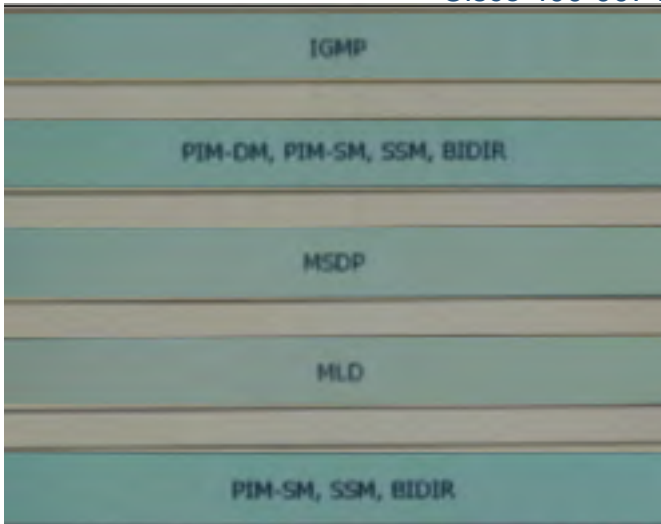 IGMP
PIM-DM, PIM-SM, SSM, BIDIR
MSDP
MLD
PIM-SM, SSM, BIDIR